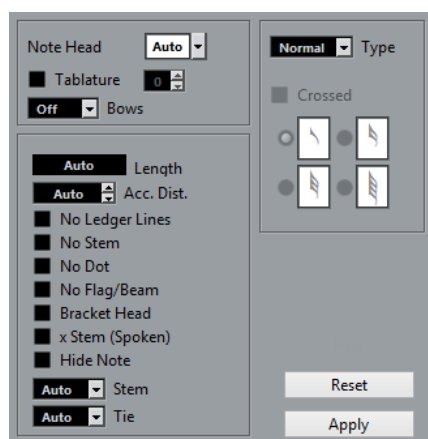 Note Head Auto
Tablature 0
Off Bows
Auto Length
Auto Acc. Dist.
No Ledger Lines
No Stem
No Dot
No Flag/Beam
Bracket Head
x Stem (Spoken)
Hide Note
Auto Stem
Auto Tie
Normal Type
Crossed
Reset
Apply